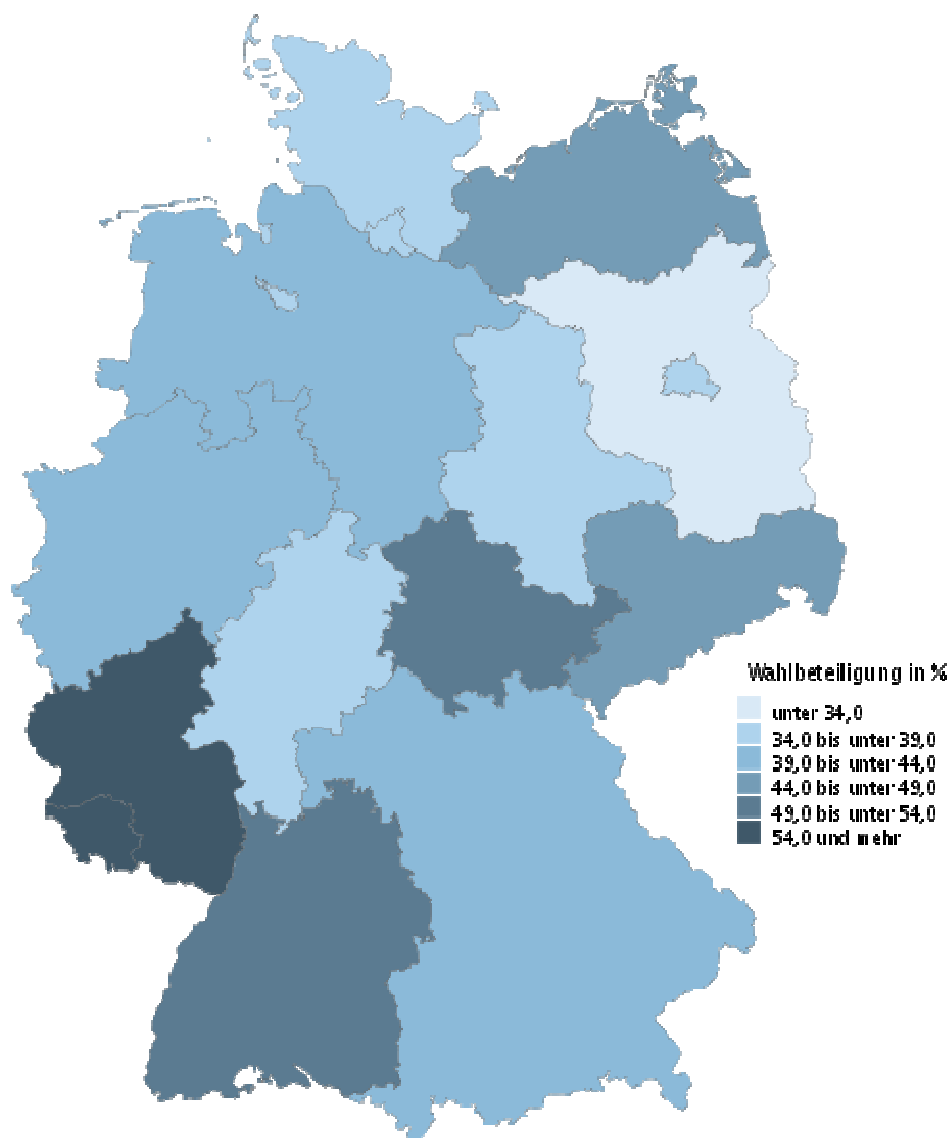 Wahlbeteiligung in %
unter 34,0
34,0 bis unter 39,0
39,0 bis unter 44,0
44,0 bis unter 49,0
49,0 bis unter 54,0
54,0 und mehr